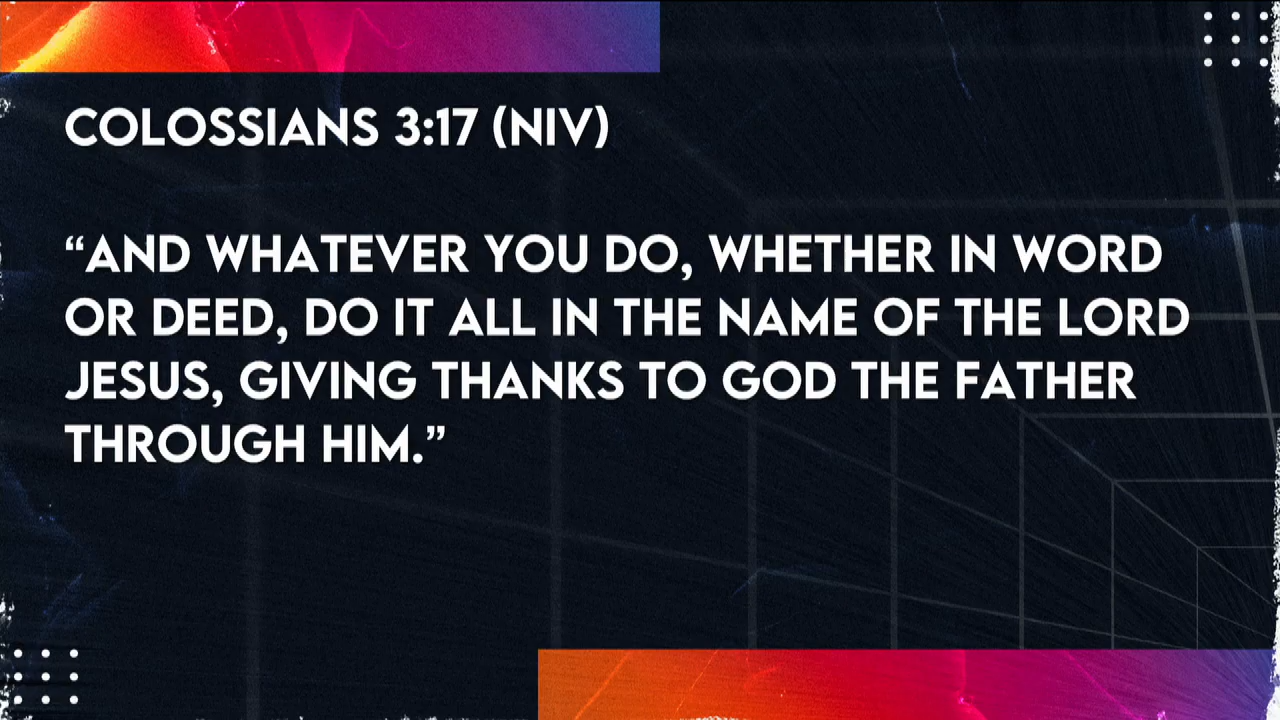 COLOSSIANS 3:17 (NIV)
“AND WHATEVER YOU DO, WHETHER IN WORD
OR DEED, DO IT ALL IN THE NAME OF THE LORD
JESUS, GIVING THANKS TO GOD THE FATHER
THROUGH HIM.”